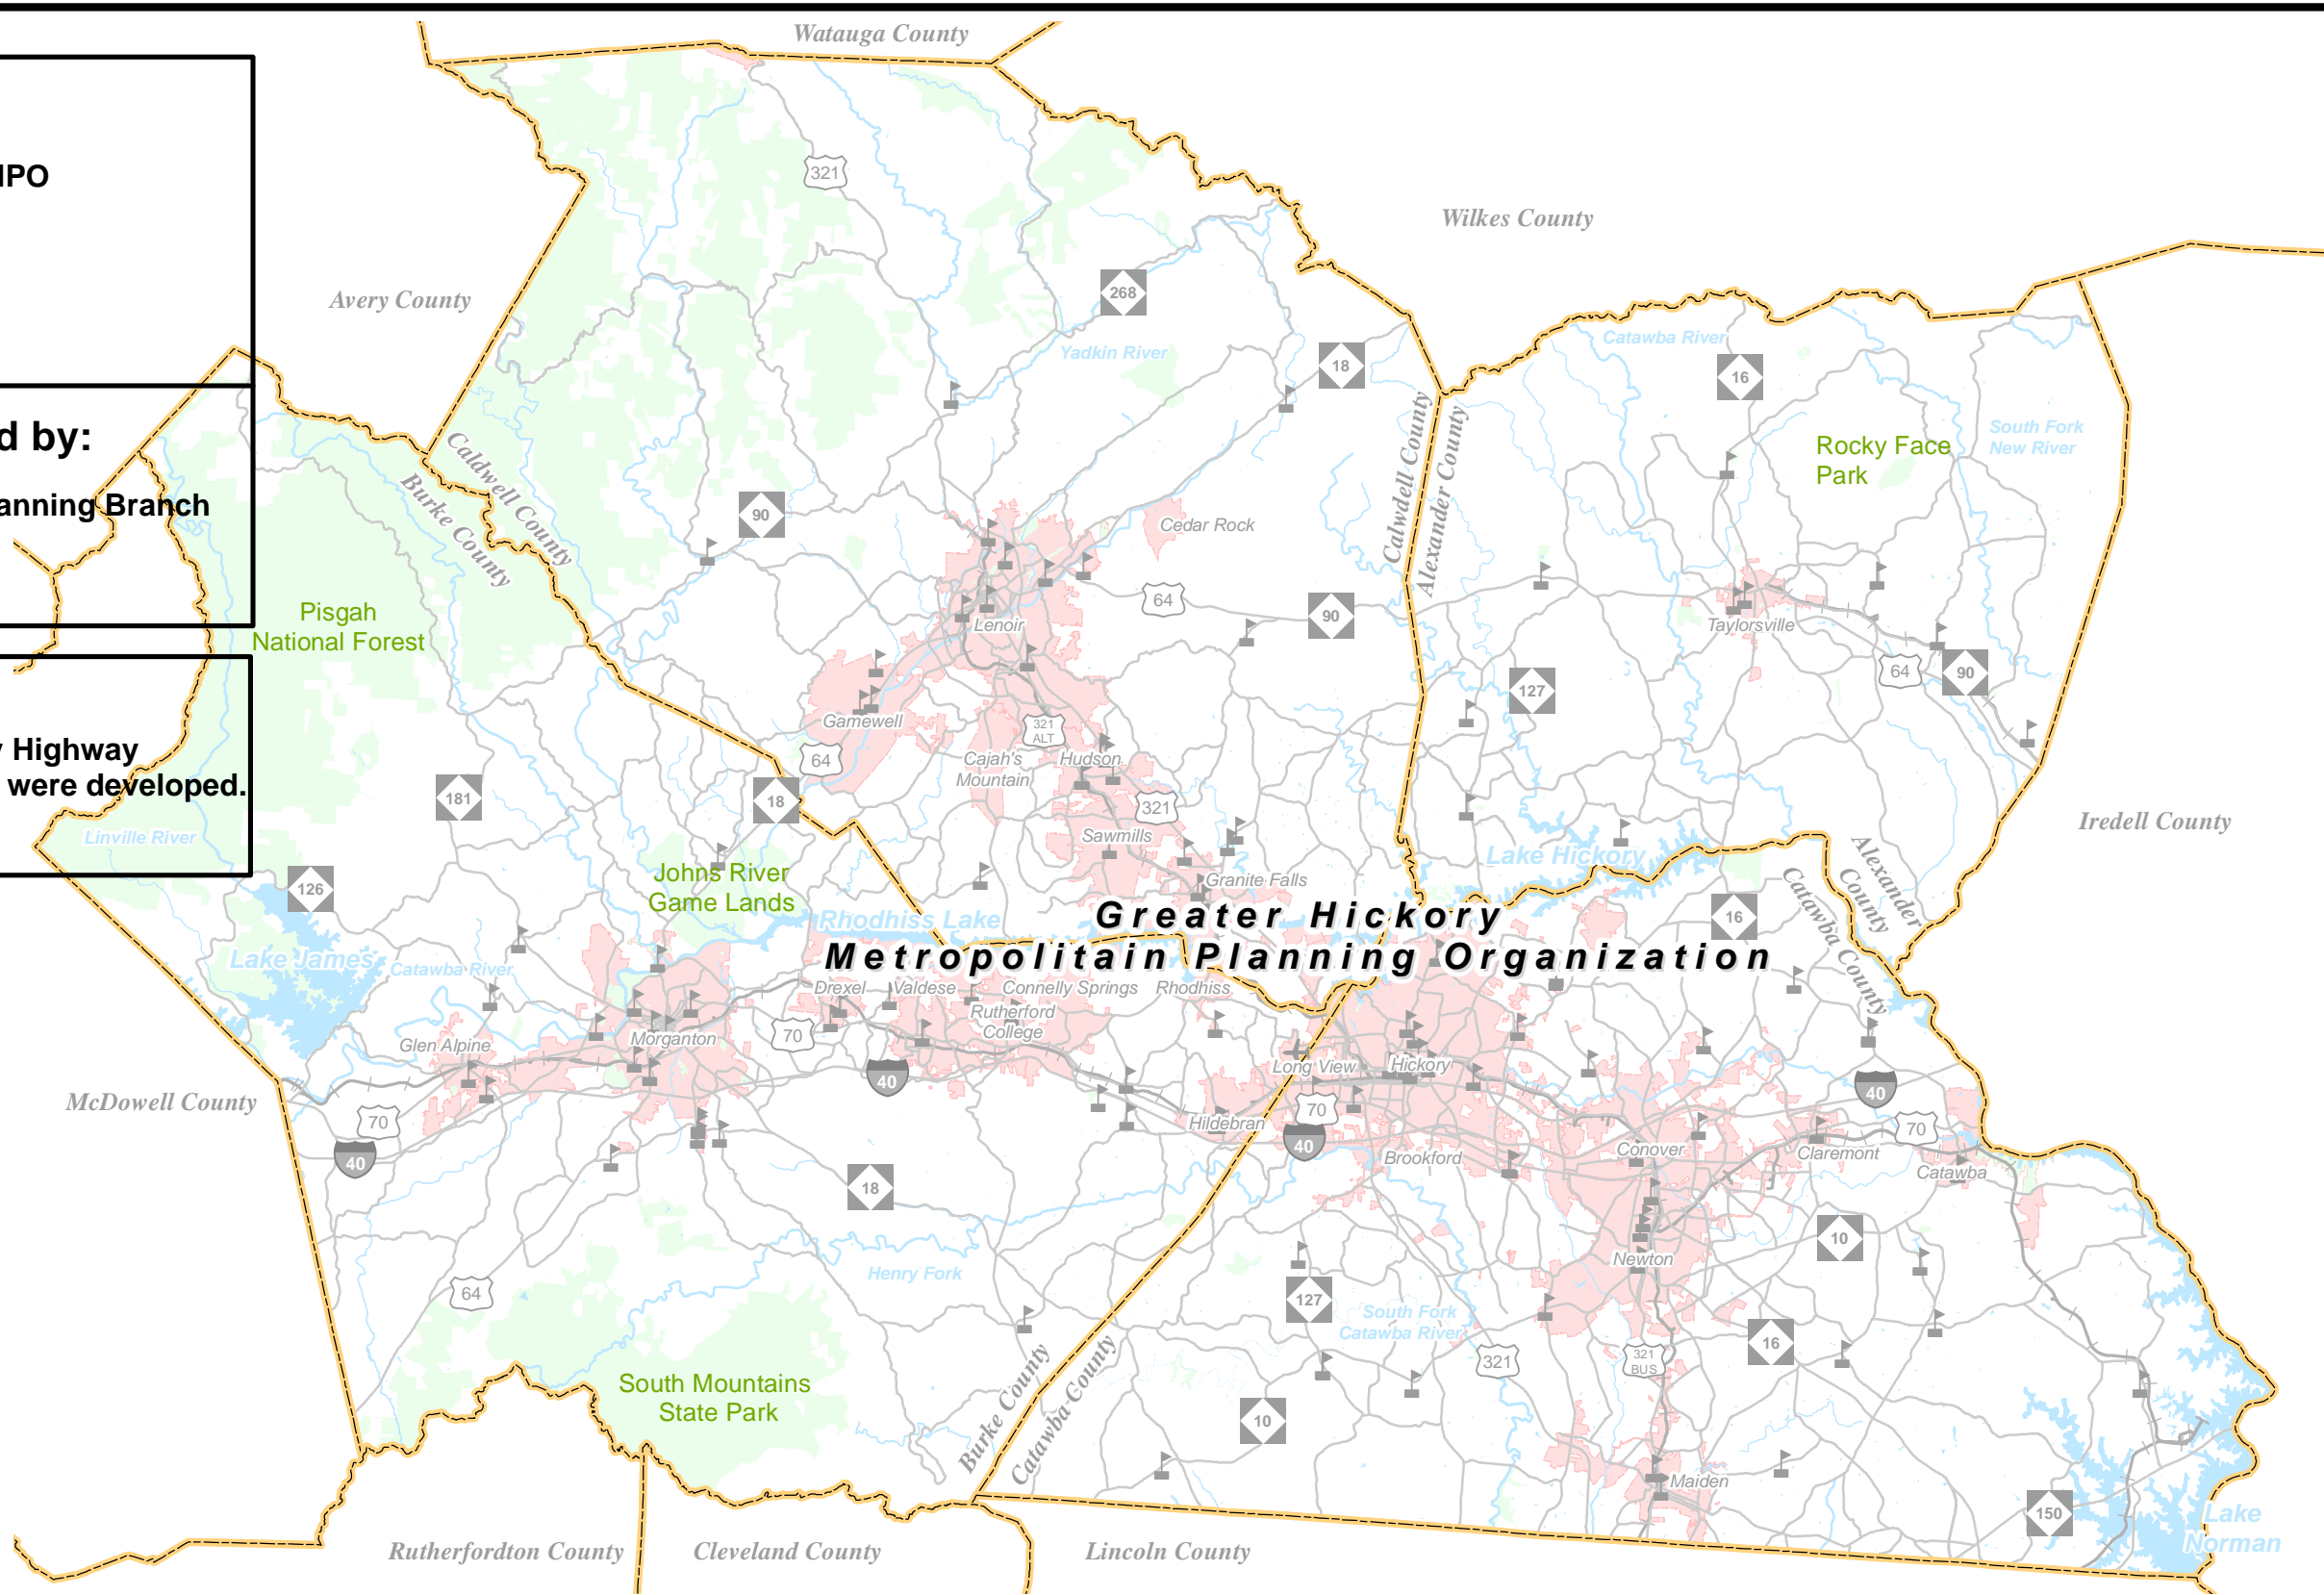 Watauga County
IPO
321
Wilkes County
268
Avery County
Yadkin River
Catawba River
18
16
d by:
Caldwell County
Burke County
Calwdell County
Alexander County
Rocky Face
Park
South Fork
New River
anning Branch
90
Cedar Rock
Pisgah
National Forest
64
90
Lenoir
Taylorsville
64
90
127
Gamewell
321
ALT
y Highway
were developed.
64
Cajah's
Mountain
Hudson
181
18
321
Linville River
Sawmills
Iredell County
126
Johns River
Game Lands
Granite Falls
Lake Hickory
Alexander
County
Catawba County
16
Rhodhiss Lake
Greater Hickory
Metropolitain Planning Organization
Lake James
Catawba River
Drexel
Valdese
Connelly Springs
Rhodhiss
Rutherford
College
Glen Alpine
Morganton
70
40
Long View
Hickory
McDowell County
70
40
Hildebran
70
40
Brookford
Conover
Claremont
40
70
Catawba
18
10
Henry Fork
64
Newton
127
South Fork
Catawba River
321
321
BUS
16
South Mountains
State Park
Burke County
Catawba County
10
Maiden
150
Lake
Norman
Rutherfordton County
Cleveland County
Lincoln County